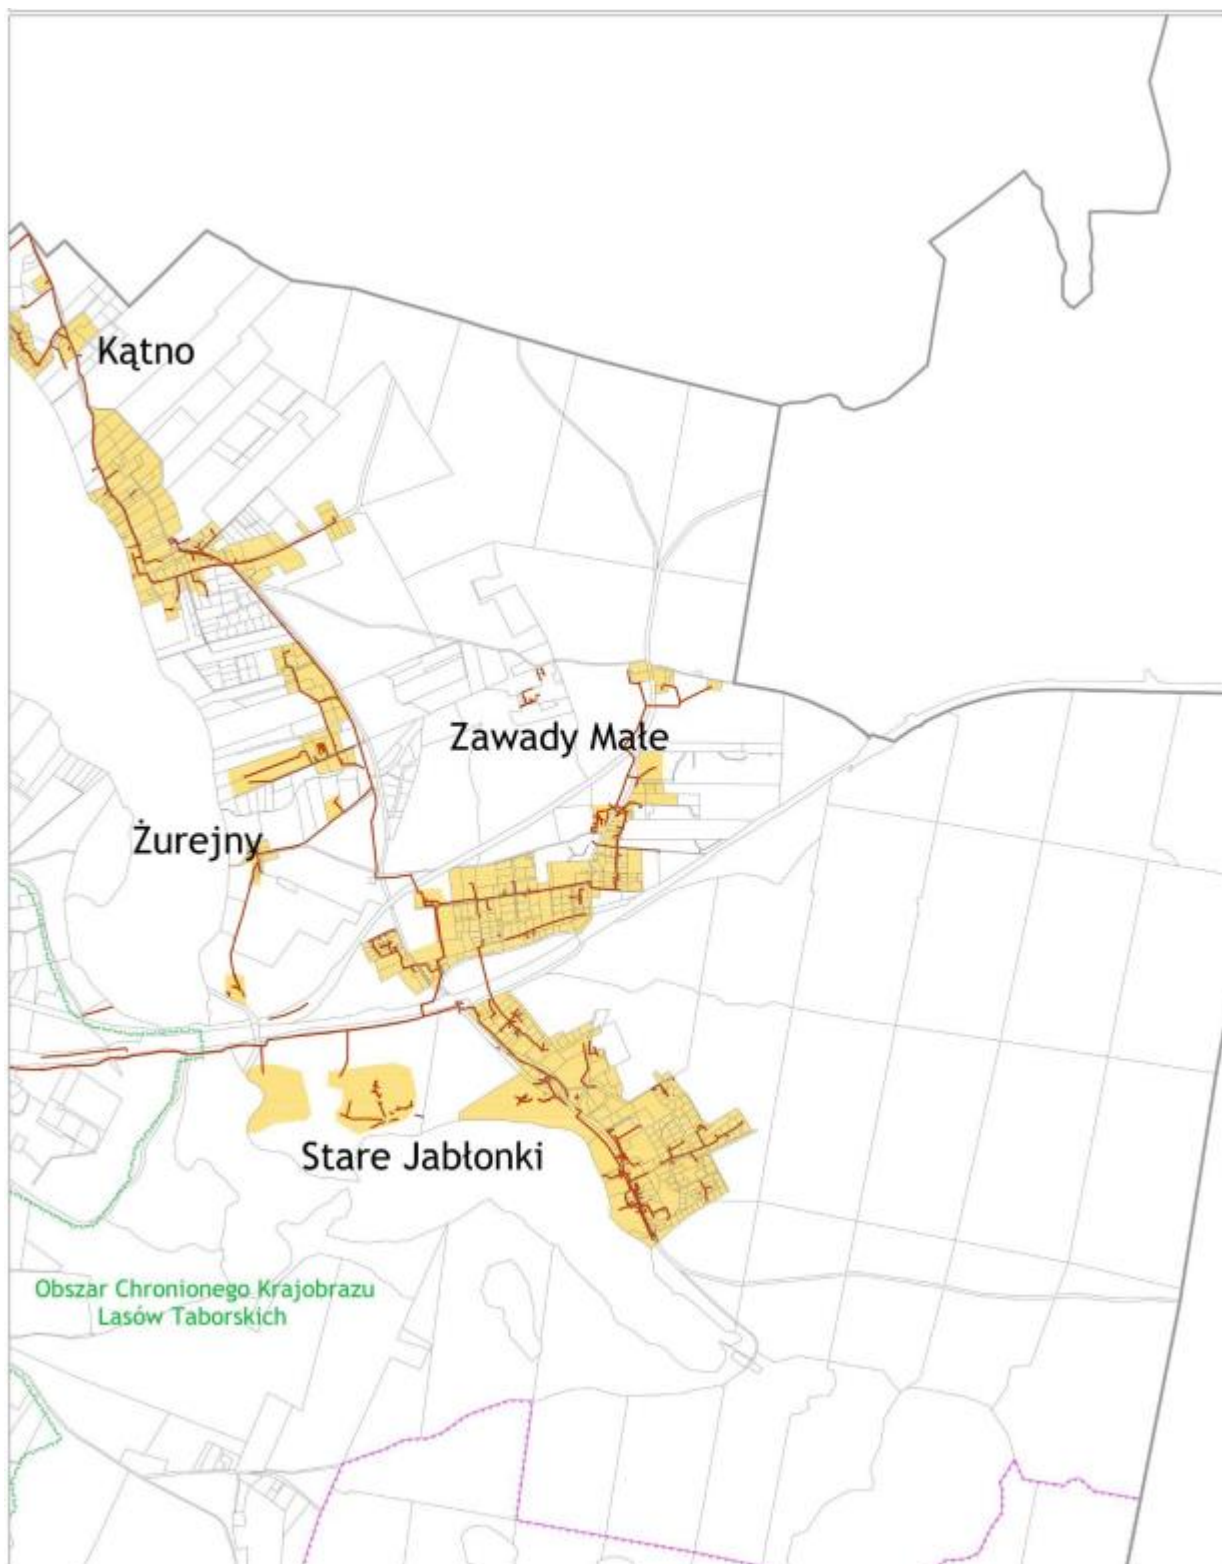 Kątno
Zawady Małe
Żurejny
Stare Jabłonki
Obszar Chronionego Krajobrazu
Lasów Taborskich